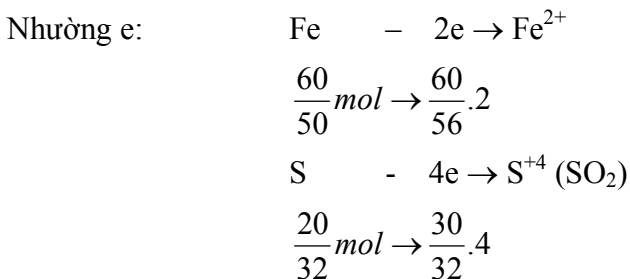 Nhường e: Fe – 2e → Fe²⁺
60/50 mol → 60/56 .2
S - 4e → S⁺⁴ (SO₂)
20/32 mol → 30/32 .4